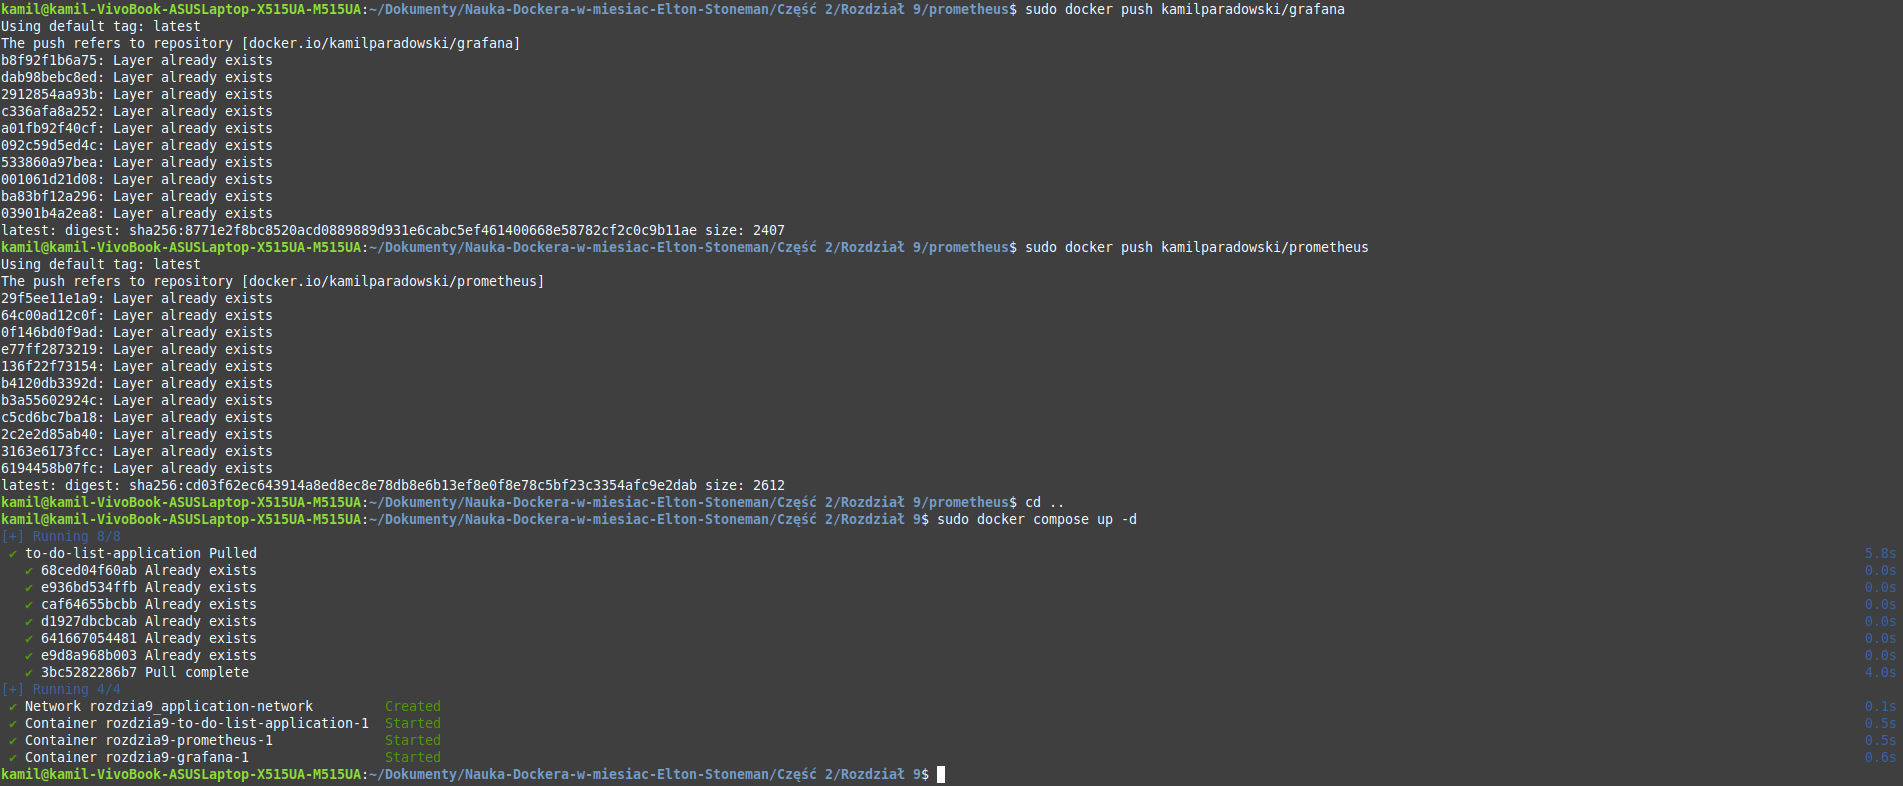 kamil@kamil-VivoBook-ASUSLaptop-X515UA-M515UA:~/Dokumenty/Nauka-Dockera-w-miesiac-Elton-Stoneman/Część 2/Rozdział 9/prometheus$ sudo docker push kamilparadowski/grafana
Using default tag: latest
The push refers to repository [docker.io/kamilparadowski/grafana]
b8f92f1b6a75: Layer already exists
dab98bebc8ed: Layer already exists
2912854aa93b: Layer already exists
c336afa8a252: Layer already exists
a01fb92f40cf: Layer already exists
092c59d5ed4c: Layer already exists
533860a97bea: Layer already exists
001061d21d08: Layer already exists
ba83bf12a296: Layer already exists
03901b4a2ea8: Layer already exists
latest: digest: sha256:8771e2f8bc8520acd0889889d931e6cabc5ef461400668e58782cf2c0c9b11ae size: 2407
kamil@kamil-VivoBook-ASUSLaptop-X515UA-M515UA:~/Dokumenty/Nauka-Dockera-w-miesiac-Elton-Stoneman/Część 2/Rozdział 9/prometheus$ sudo docker push kamilparadowski/prometheus
Using default tag: latest
The push refers to repository [docker.io/kamilparadowski/prometheus]
29f5ee11e1a9: Layer already exists
64c00ad12c0f: Layer already exists
0f146bd0f9ad: Layer already exists
e77ff2873219: Layer already exists
136f22f73154: Layer already exists
b4120db3392d: Layer already exists
b3a55602924c: Layer already exists
c5cd6bc7ba18: Layer already exists
2c2e2d85ab40: Layer already exists
3163e6173fcc: Layer already exists
6194458b07fc: Layer already exists
latest: digest: sha256:cd03f62ec643914a8ed8ec8e78db8e6b13ef8e0f8e78c5bf23c3354afc9e2dab size: 2612
kamil@kamil-VivoBook-ASUSLaptop-X515UA-M515UA:~/Dokumenty/Nauka-Dockera-w-miesiac-Elton-Stoneman/Część 2/Rozdział 9/prometheus$ cd ..
kamil@kamil-VivoBook-ASUSLaptop-X515UA-M515UA:~/Dokumenty/Nauka-Dockera-w-miesiac-Elton-Stoneman/Część 2/Rozdział 9$ sudo docker compose up -d
[+] Running 8/8
✔ to-do-list-application Pulled 5.8s
✔ 68ced04f60ab Already exists 0.0s
✔ e936bd534ffb Already exists 0.0s
✔ caf64655bcbb Already exists 0.0s
✔ d1927dbcbcab Already exists 0.0s
✔ 641667054481 Already exists 0.0s
✔ e9d8a968b003 Already exists 0.0s
✔ 3bc5282286b7 Pull complete 4.0s
[+] Running 4/4
✔ Network rozdzia9_application-network Created 0.1s
✔ Container rozdzia9-to-do-list-application-1 Started 0.5s
✔ Container rozdzia9-prometheus-1 Started 0.5s
✔ Container rozdzia9-grafana-1 Started 0.6s
kamil@kamil-VivoBook-ASUSLaptop-X515UA-M515UA:~/Dokumenty/Nauka-Dockera-w-miesiac-Elton-Stoneman/Część 2/Rozdział 9$